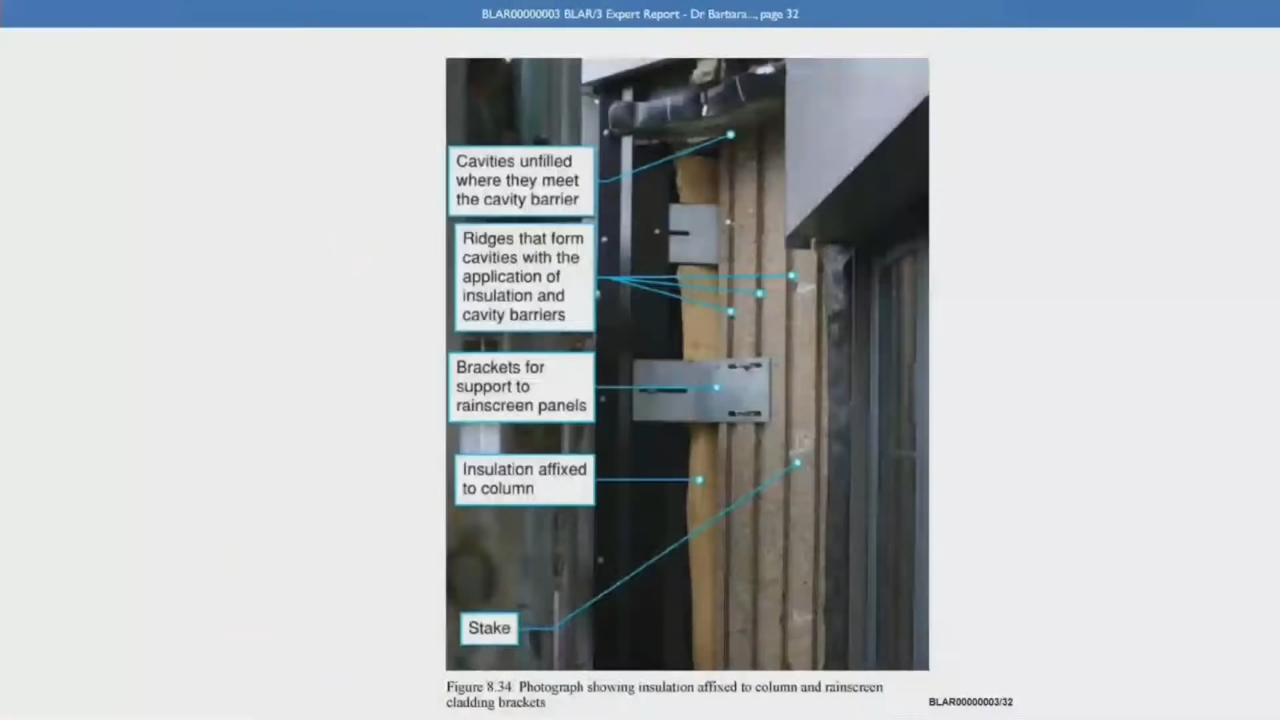 BLAR00000003 BLAR/3 Expert Report - Dr Barbara..., page 32
Cavities unfilled
where they meet
the cavity barrier
Ridges that form
cavities with the
application of
insulation and
cavity barriers
Brackets for
support to
rainscreen panels
Insulation affixed
to column
Stake
Figure 8.34. Photograph showing insulation affixed to column and rainscreen
cladding brackets
BLAR00000003/32